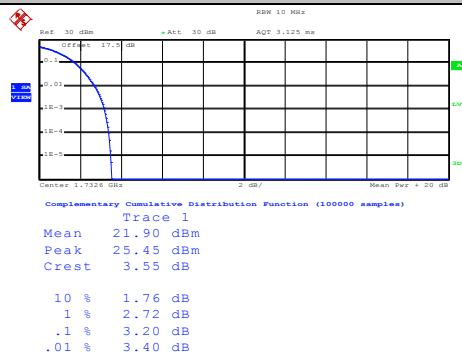 RBW 10 MHz
Ref 30 dBm Att 30 dB AQT 3.125 ms
Offset 17.5 dB
0.1
A
0.01
1 SA
VIEW
1E-3
LVL
1E-4
1E-5
3D
Center 1.7326 GHz 2 dB/ Mean Pwr + 20 dB
Complementary Cumulative Distribution Function (100000 samples)
Trace 1
Mean 21.90 dBm
Peak 25.45 dBm
Crest 3.55 dB
10 % 1.76 dB
1 % 2.72 dB
.1 % 3.20 dB
.01 % 3.40 dB